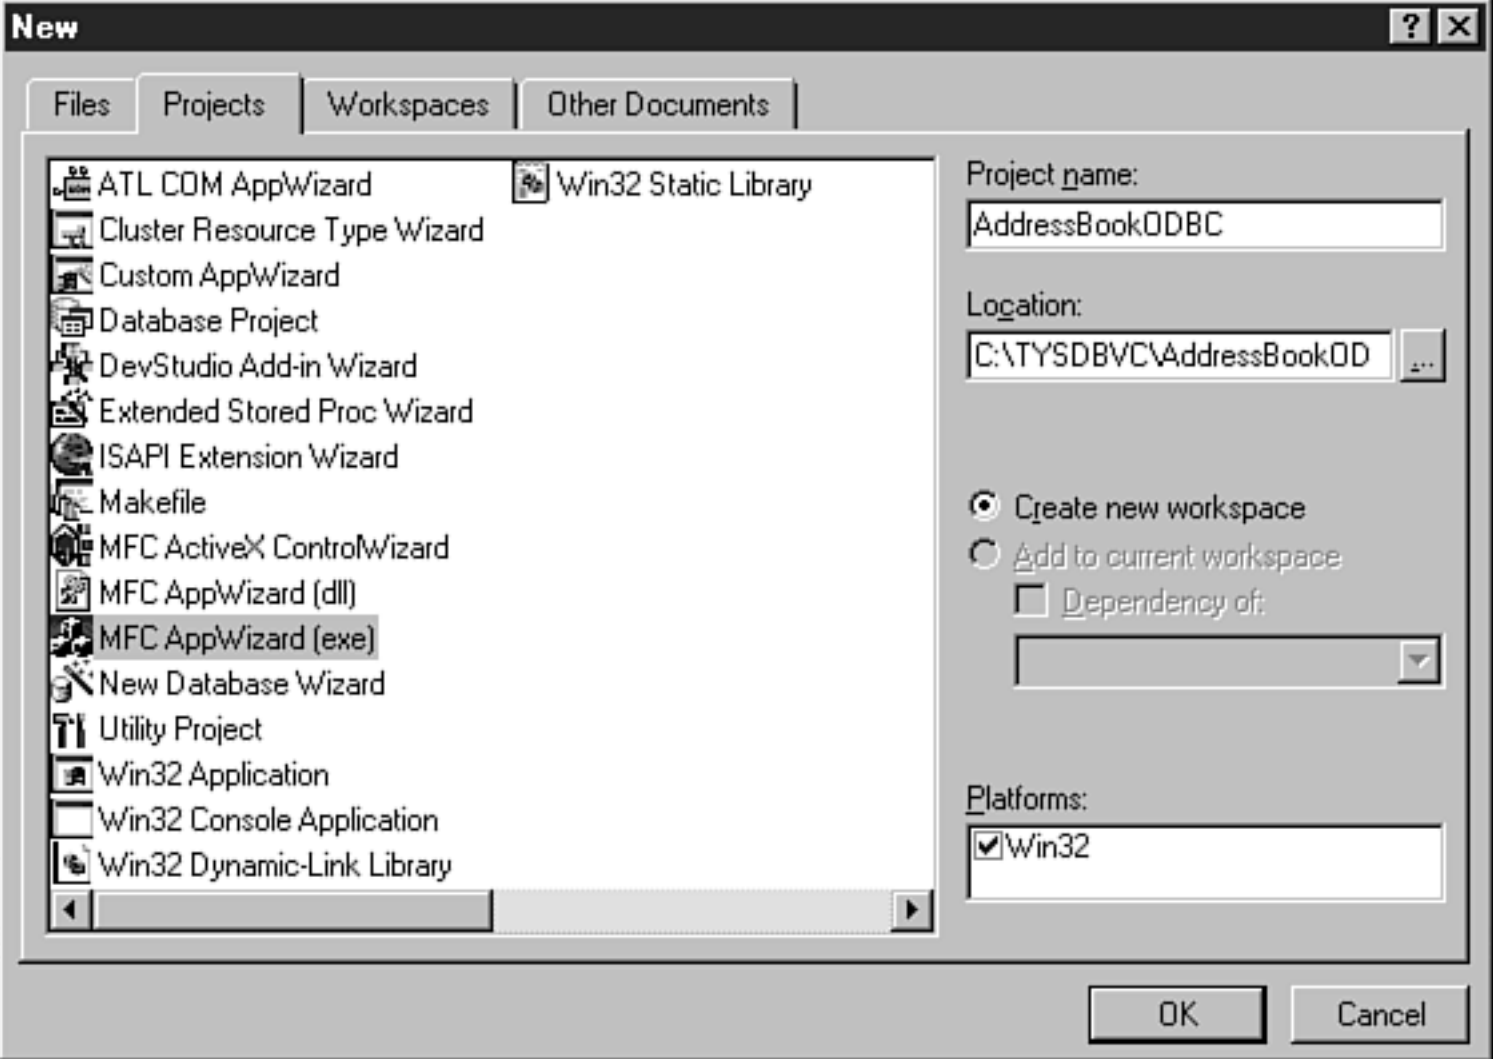 New
Files
Projects
Workspaces
Other Documents
ATL COM AppWizard
Cluster Resource Type Wizard
Custom AppWizard
Database Project
DevStudio Add-in Wizard
Extended Stored Proc Wizard
ISAPI Extension Wizard
Makefile
MFC ActiveX ControlWizard
MFC AppWizard (dll)
MFC AppWizard (exe)
New Database Wizard
Utility Project
Win32 Application
Win32 Console Application
Win32 Dynamic-Link Library
Win32 Static Library
Project name:
AddressBookODBC
Location:
C:\TYSDBVC\AddressBookOD
...
Create new workspace
Add to current workspace
Dependency of:
Platforms:
Win32
OK
Cancel